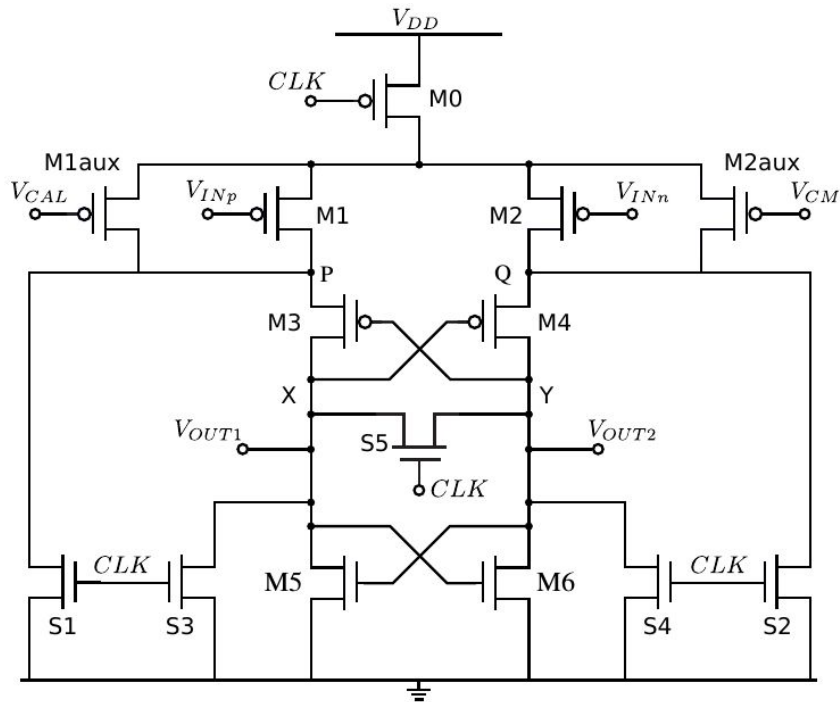 V_DD
CLK
M0
M1aux
M2aux
V_CAL
V_INp
M1
M2
V_INn
V_CM
P
Q
M3
M4
X
Y
V_OUT1
S5
V_OUT2
CLK
CLK
M5
M6
CLK
S1
S3
S4
S2